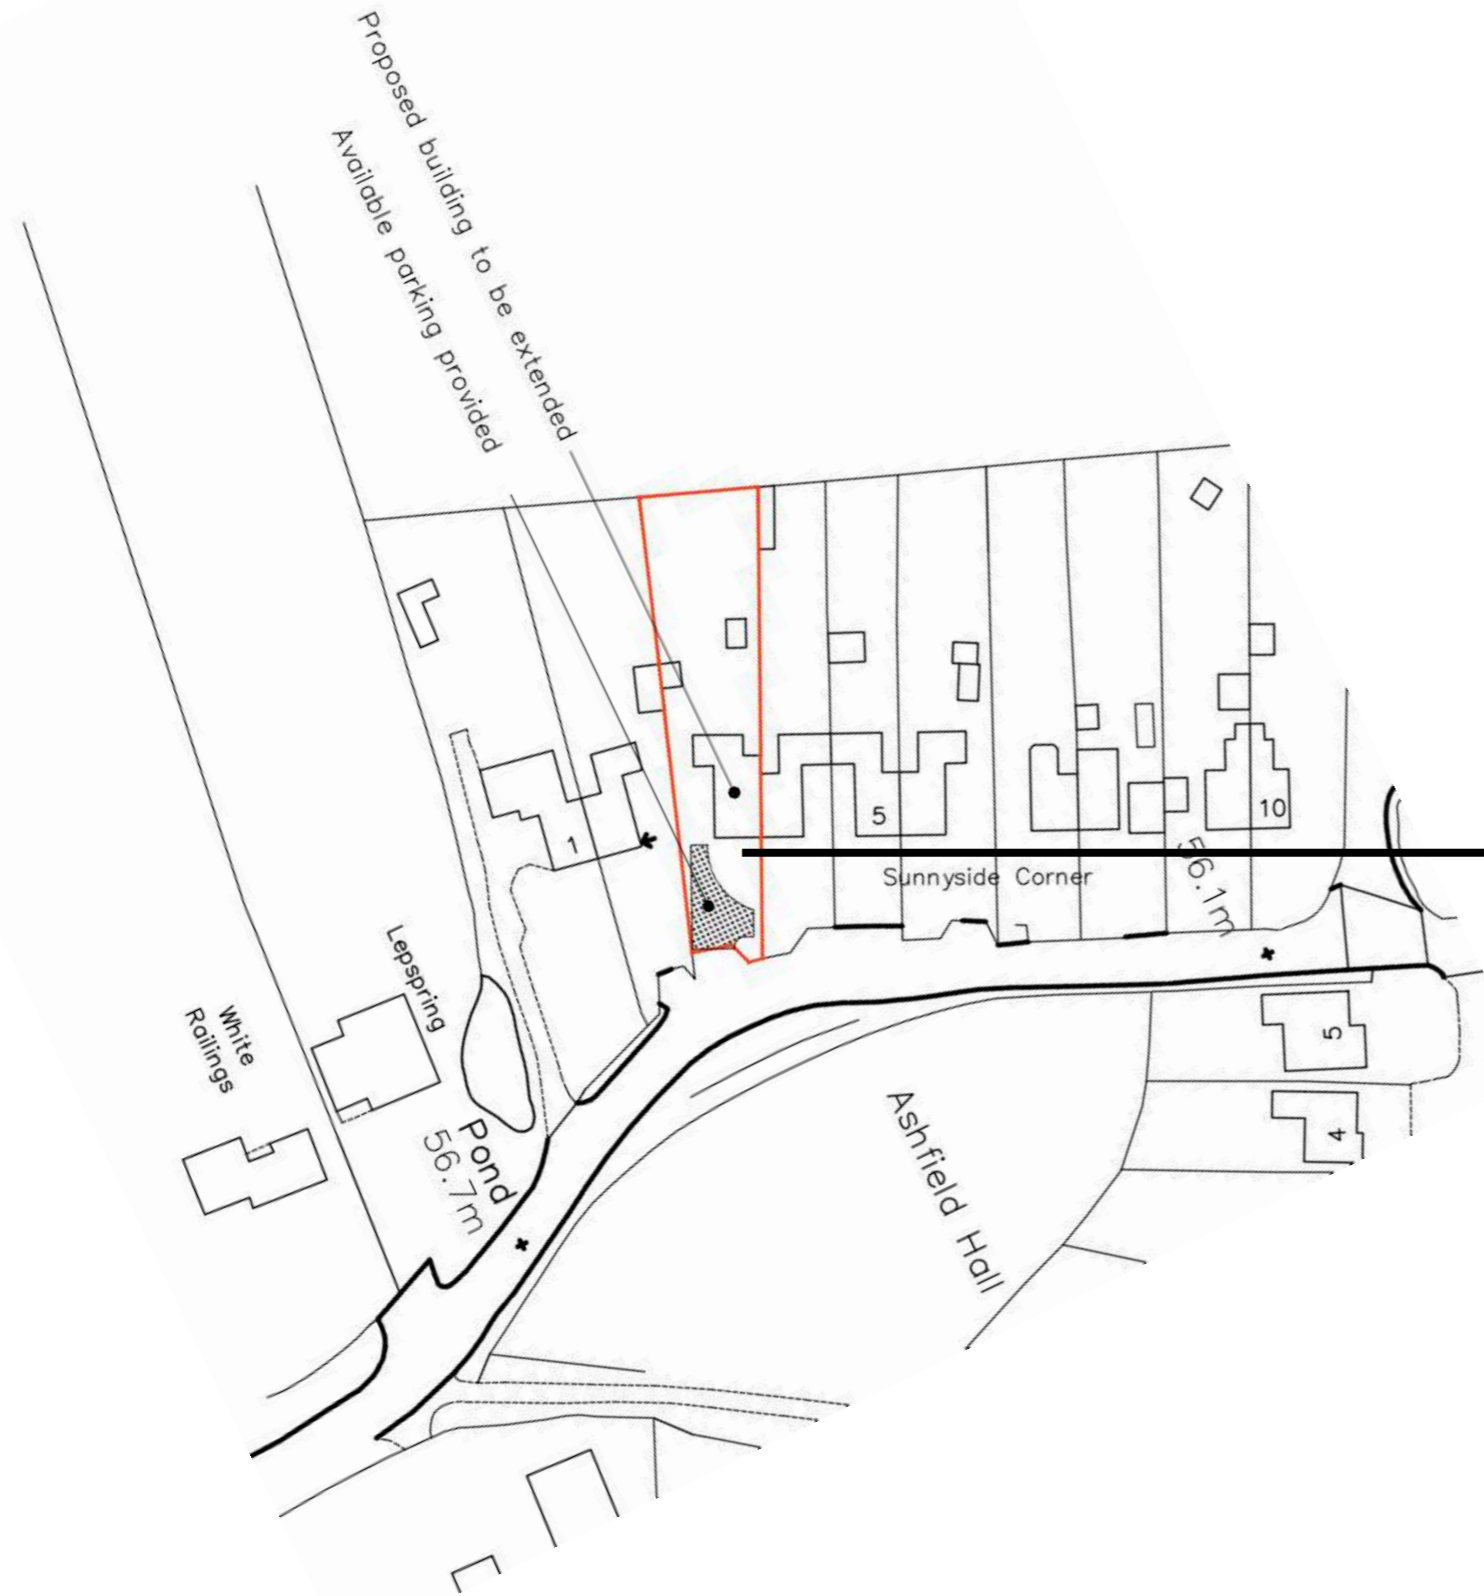 Proposed building to be extended
Available parking provided
1
5
10
Sunnyside Corner
56.1m
Lepspring
White
Railings
Pond
56.7m
Ashfield Hall
5
4